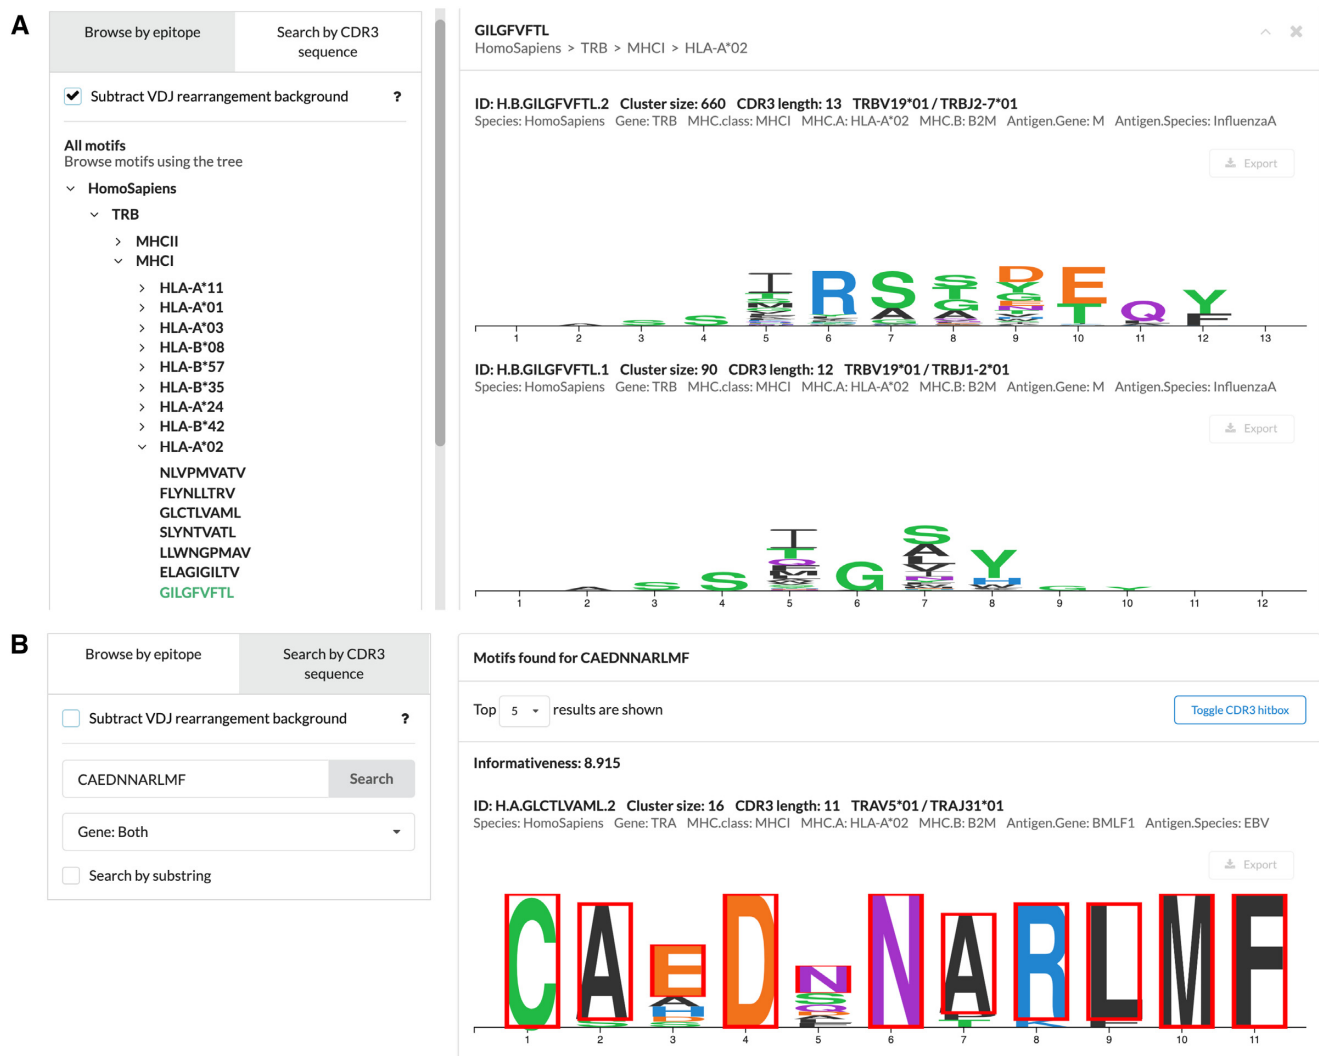 A
Browse by epitope
Search by CDR3
sequence
Subtract VDJ rearrangement background ?
All motifs
Browse motifs using the tree
HomoSapiens
TRB
MHCII
MHCI
HLA-A*11
HLA-A*01
HLA-A*03
HLA-B*08
HLA-B*57
HLA-B*35
HLA-A*24
HLA-B*42
HLA-A*02
NLVPMVATV
FLYNLLTRV
GLCTLVAML
SLYNTVATL
LLWNGPMAV
ELAGIGILTV
GILGFVFTL
GILGFVFTL
HomoSapiens > TRB > MHCI > HLA-A*02
ID: H.B.GILGFVFTL.2 Cluster size: 660 CDR3 length: 13 TRBV19*01 / TRBJ2-7*01
Species: HomoSapiens Gene: TRB MHC.class: MHCI MHC.A: HLA-A*02 MHC.B: B2M Antigen.Gene: M Antigen.Species: InfluenzaA
Export
I R S S D E Q Y
1 2 3 4 5 6 7 8 9 10 11 12 13
ID: H.B.GILGFVFTL.1 Cluster size: 90 CDR3 length: 12 TRBV19*01 / TRBJ1-2*01
Species: HomoSapiens Gene: TRB MHC.class: MHCI MHC.A: HLA-A*02 MHC.B: B2M Antigen.Gene: M Antigen.Species: InfluenzaA
Export
S S I G S Y G Y
1 2 3 4 5 6 7 8 9 10 11 12
B
Browse by epitope
Search by CDR3
sequence
Subtract VDJ rearrangement background ?
CAEDNNARLMF Search
Gene: Both
Search by substring
Motifs found for CAEDNNARLMF
Top 5 results are shown
Toggle CDR3 hitbox
Informativeness: 8.915
ID: H.A.GLCTLVAML.2 Cluster size: 16 CDR3 length: 11 TRAV5*01 / TRAJ31*01
Species: HomoSapiens Gene: TRA MHC.class: MHCI MHC.A: HLA-A*02 MHC.B: B2M Antigen.Gene: BMLF1 Antigen.Species: EBV
Export
C A E D N N A R L M F
1 2 3 4 5 6 7 8 9 10 11